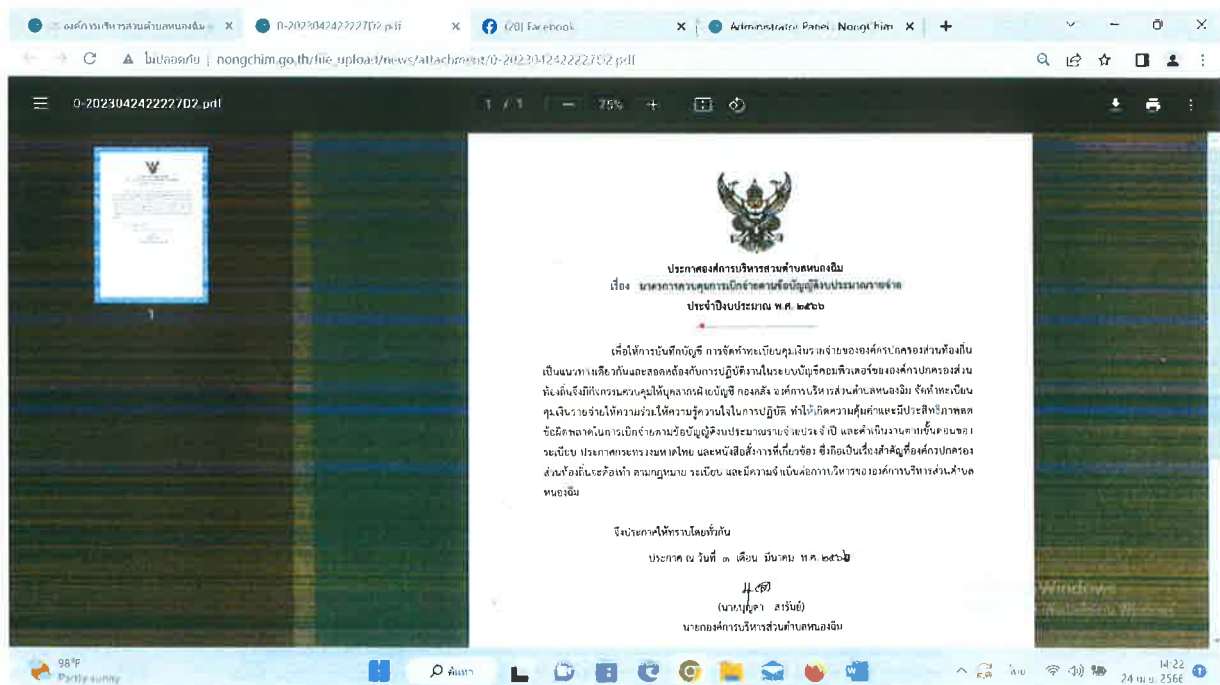 องค์การบริหารส่วนตำบลหนองฉิม
0-2023042422227D2.pdf
(20) Facebook
Administrator Panel : NongChim
ไม่ปลอดภัย | nongchim.go.th/file_upload/news/attachment/0-2023042422227D2.pdf
0-2023042422227D2.pdf
1 / 1
75%
1
ประกาศองค์การบริหารส่วนตำบลหนองฉิม
เรื่อง มาตรการควบคุมการเบิกจ่ายตามข้อบัญญัติงบประมาณรายจ่าย
ประจำปีงบประมาณ พ.ศ. ๒๕๖๖
เพื่อให้การบันทึกบัญชี การจัดทำทะเบียนคุมเงินรายจ่ายขององค์กรปกครองส่วนท้องถิ่น
เป็นแนวทางเดียวกันและสอดคล้องกับการปฏิบัติงานในระบบบัญชีคอมพิวเตอร์ขององค์กรปกครองส่วน
ท้องถิ่นจึงมีกิจกรรมควบคุมให้บุคลากรฝ่ายบัญชี กองคลัง องค์การบริหารส่วนตำบลหนองฉิม จัดทำทะเบียน
คุมเงินรายจ่ายให้ความร่วมให้ความรู้ความใจในการปฏิบัติ ทำให้เกิดความคุ้มค่าและมีประสิทธิภาพลด
ข้อผิดพลาดในการเบิกจ่ายตามข้อบัญญัติงบประมาณรายจ่ายประจำปี และดำเนินงานตามขั้นตอนของ
ระเบียบ ประกาศกระทรวงมหาดไทย และหนังสือสั่งการที่เกี่ยวข้อง ซึ่งถือเป็นเรื่องสำคัญที่องค์กรปกครอง
ส่วนท้องถิ่นจะต้องทำ ตามกฎหมาย ระเบียบ และมีความจำเป็นต่อการบริหารขององค์การบริหารส่วนตำบล
หนองฉิม
จึงประกาศให้ทราบโดยทั่วกัน
ประกาศ ณ วันที่ ๑ เดือน มีนาคม พ.ศ. ๒๕๖๖
นายกองค์การบริหารส่วนตำบลหนองฉิม
Windows
98°F
Partly sunny
ค้นหา
ไทย
14:22
24 เม.ย. 2566